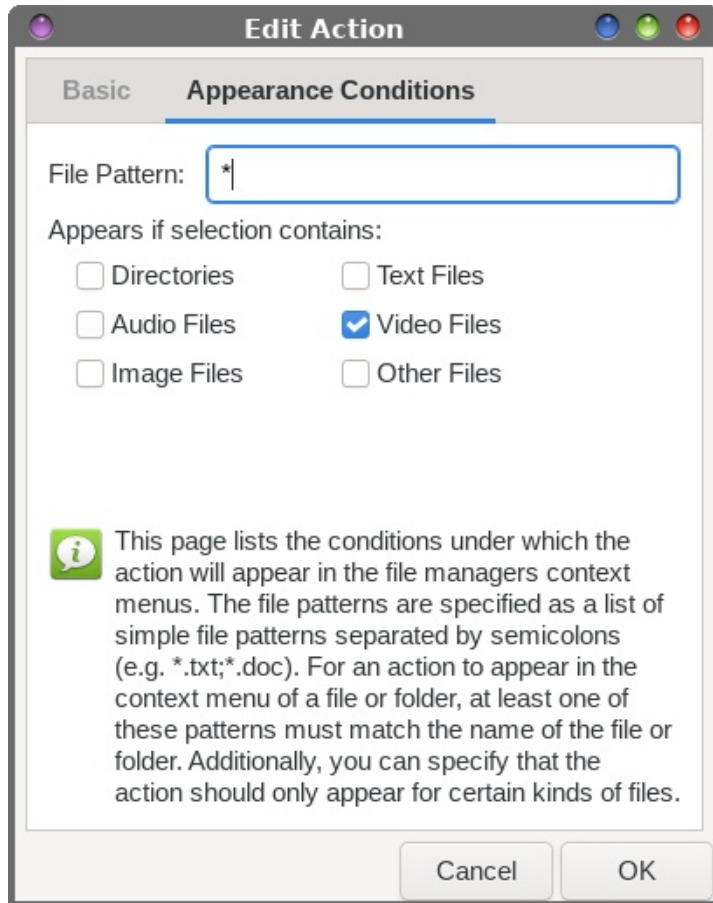 Edit Action
Basic Appearance Conditions
File Pattern: *
Appears if selection contains:
Directories Text Files
Audio Files Video Files
Image Files Other Files
This page lists the conditions under which the
action will appear in the file managers context
menus. The file patterns are specified as a list of
simple file patterns separated by semicolons
(e.g. *.txt;*.doc). For an action to appear in the
context menu of a file or folder, at least one of
these patterns must match the name of the file or
folder. Additionally, you can specify that the
action should only appear for certain kinds of files.
Cancel OK